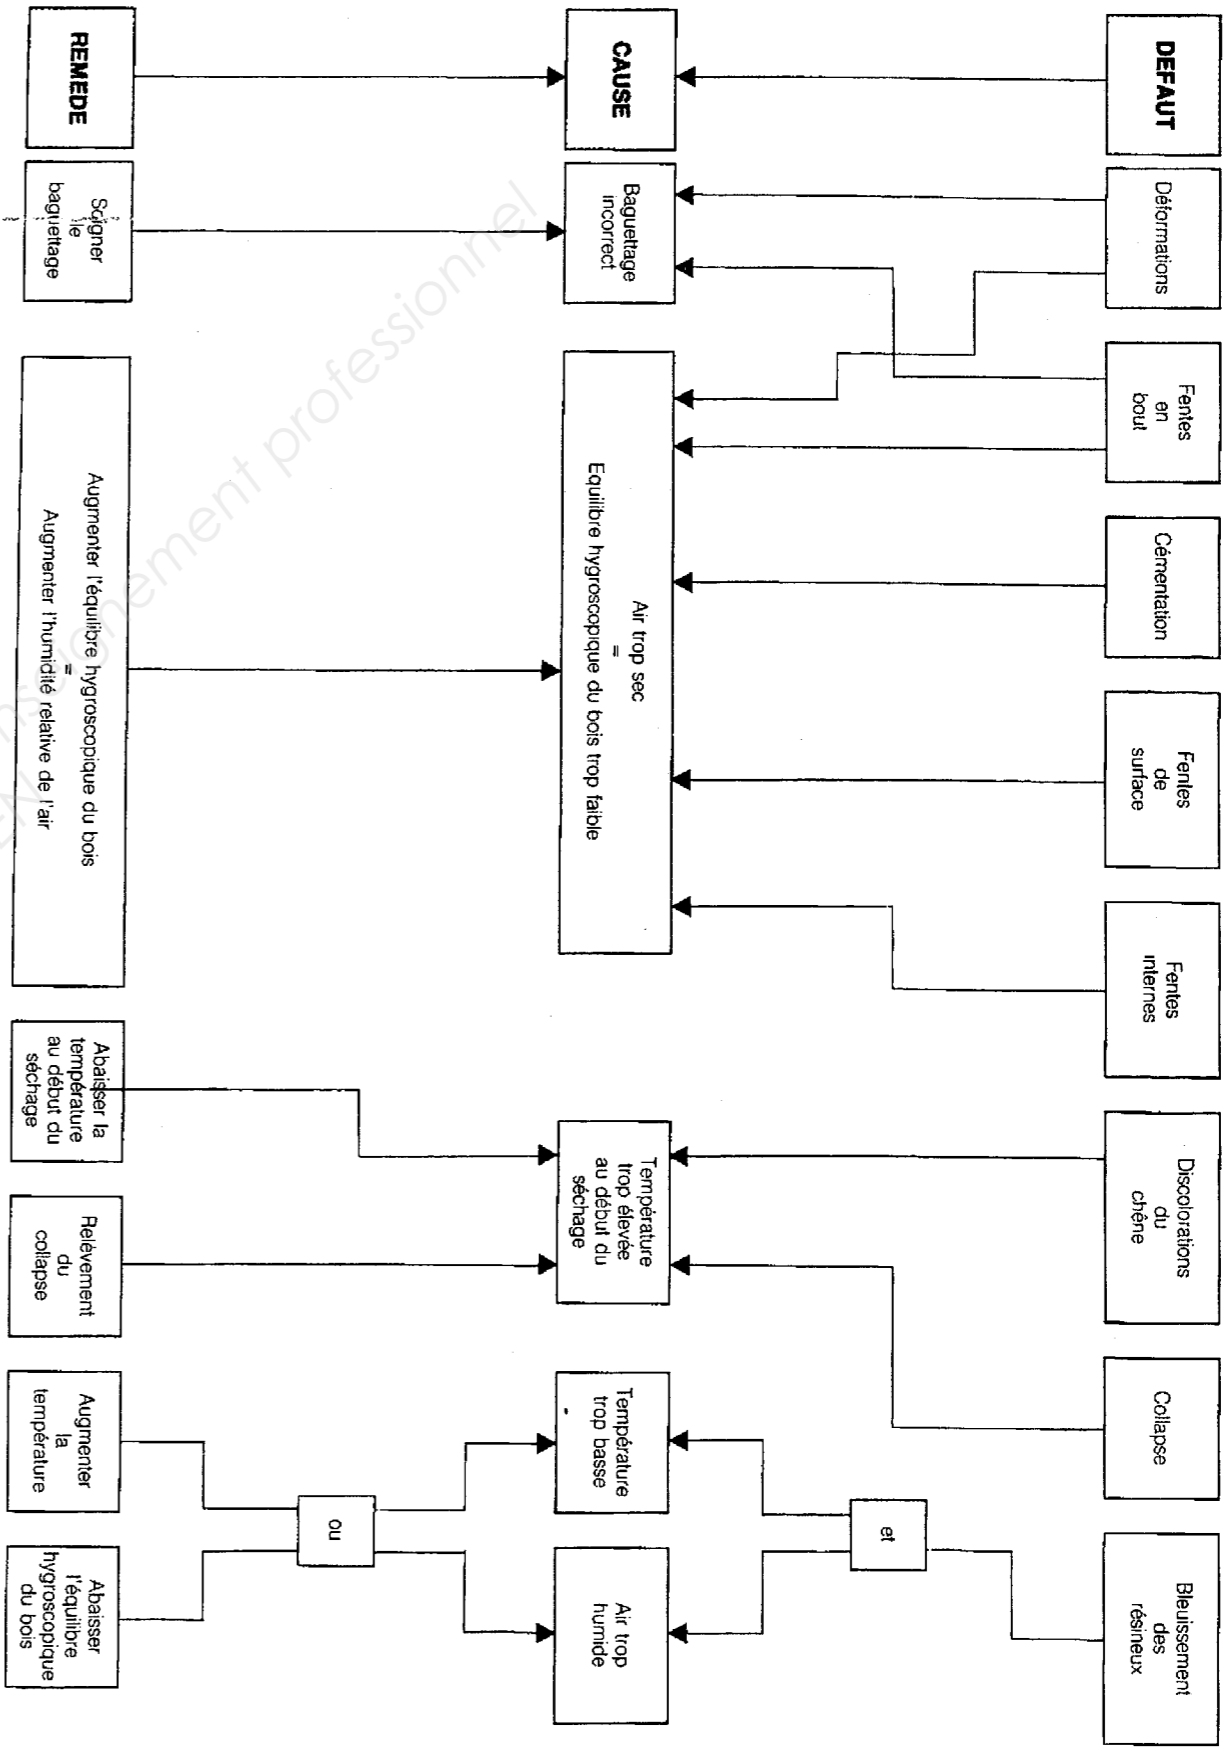 DEFAUT
Déformations
Fentes
en
bout
Cémentation
Fentes
de
surface
Fentes
internes
Discolorations
du
chêne
Collapse
Bleuissement
des
résineux
et
CAUSE
Baguettage
incorrect
Air trop sec
=
Equilibre hygroscopique du bois trop faible
Température
trop élevée
au début du
séchage
Température
trop basse
Air trop
humide
ou
REMEDE
Soigner
le
baguettage
Augmenter l'équilibre hygroscopique du bois
=
Augmenter l'humidité relative de l'air
Abaisser la
température
au début du
séchage
Relèvement
du
collapse
Augmenter
la
température
Abaisser
l'équilibre
hygroscopique
du bois
nseignement professionnel